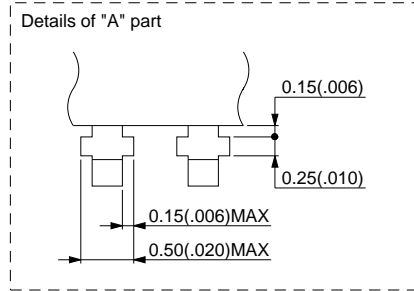 Details of "A" part
0.15(.006)
0.25(.010)
0.15(.006)MAX
0.50(.020)MAX